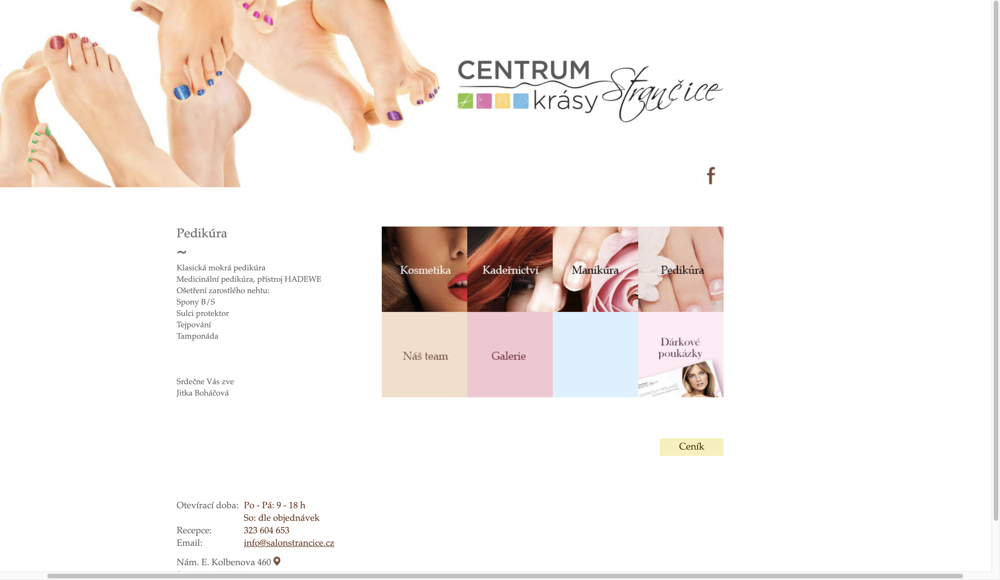 CENTRUM
krásy Strančice
f
Pedikúra
~
Klasická mokrá pedikúra
Medicinální pedikúra, přístroj HADEWE
Ošetření zarostlého nehtu:
Spony B/S
Sulci protektor
Tejpování
Tamponáda
Srdečne Vás zve
Jitka Boháčová
Kosmetika
Kadeřnictví
Manikúra
Pedikúra
Náš team
Galerie
Dárkové
poukázky
DÁRKOVÝ POUKAZ
Ceník
Otevírací doba: Po - Pá: 9 - 18 h
So: dle objednávek
Recepce: 323 604 653
Email: info@salonstrancice.cz
Nám. E. Kolbenova 460